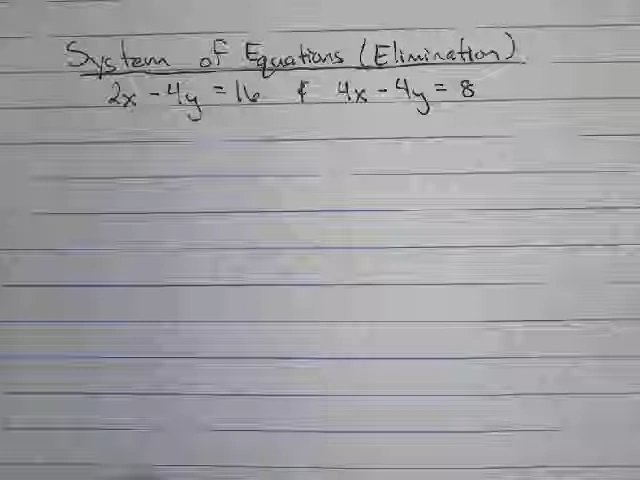 System of Equations (Elimination)
2x - 4y = 16 & 4x - 4y = 8